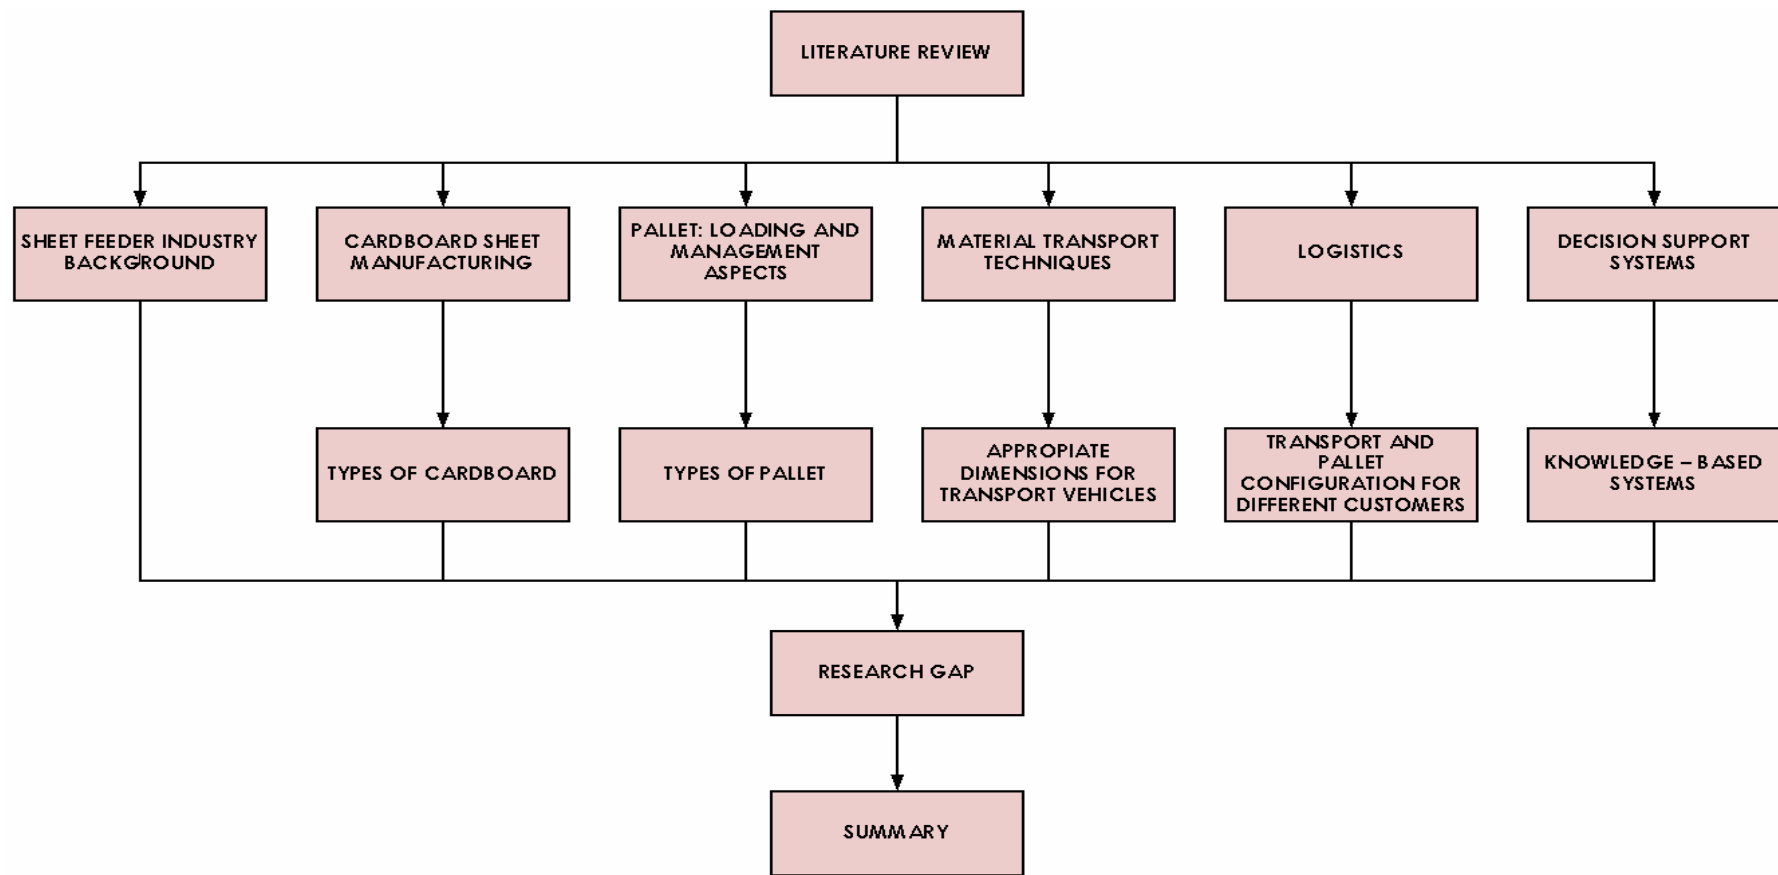 LITERATURE REVIEW
SHEET FEEDER INDUSTRY
BACKGROUND
CARDBOARD SHEET
MANUFACTURING
PALLET: LOADING AND
MANAGEMENT
ASPECTS
MATERIAL TRANSPORT
TECHNIQUES
LOGISTICS
DECISION SUPPORT
SYSTEMS
TYPES OF CARDBOARD
TYPES OF PALLET
APPROPIATE
DIMENSIONS FOR
TRANSPORT VEHICLES
TRANSPORT AND
PALLET
CONFIGURATION FOR
DIFFERENT CUSTOMERS
KNOWLEDGE – BASED
SYSTEMS
RESEARCH GAP
SUMMARY